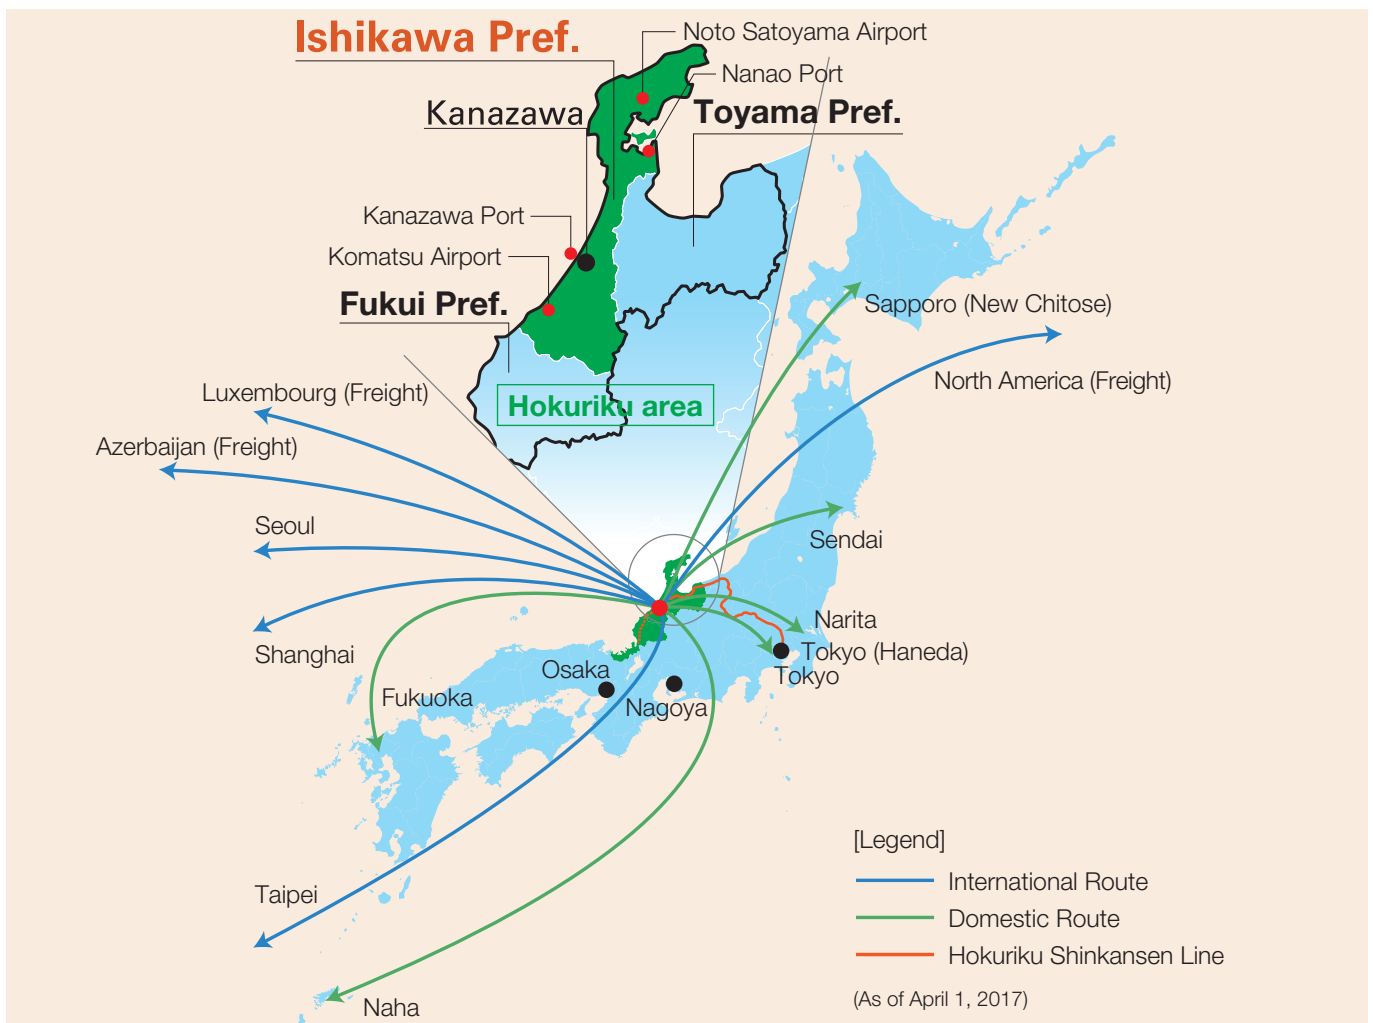 Ishikawa Pref.
Noto Satoyama Airport
Nanao Port
Kanazawa
Toyama Pref.
Kanazawa Port
Komatsu Airport
Fukui Pref.
Sapporo (New Chitose)
North America (Freight)
Luxembourg (Freight)
Hokuriku area
Azerbaijan (Freight)
Seoul
Sendai
Shanghai
Narita
Tokyo (Haneda)
Tokyo
Osaka
Fukuoka
Nagoya
[Legend]
International Route
Domestic Route
Hokuriku Shinkansen Line
(As of April 1, 2017)
Taipei
Naha